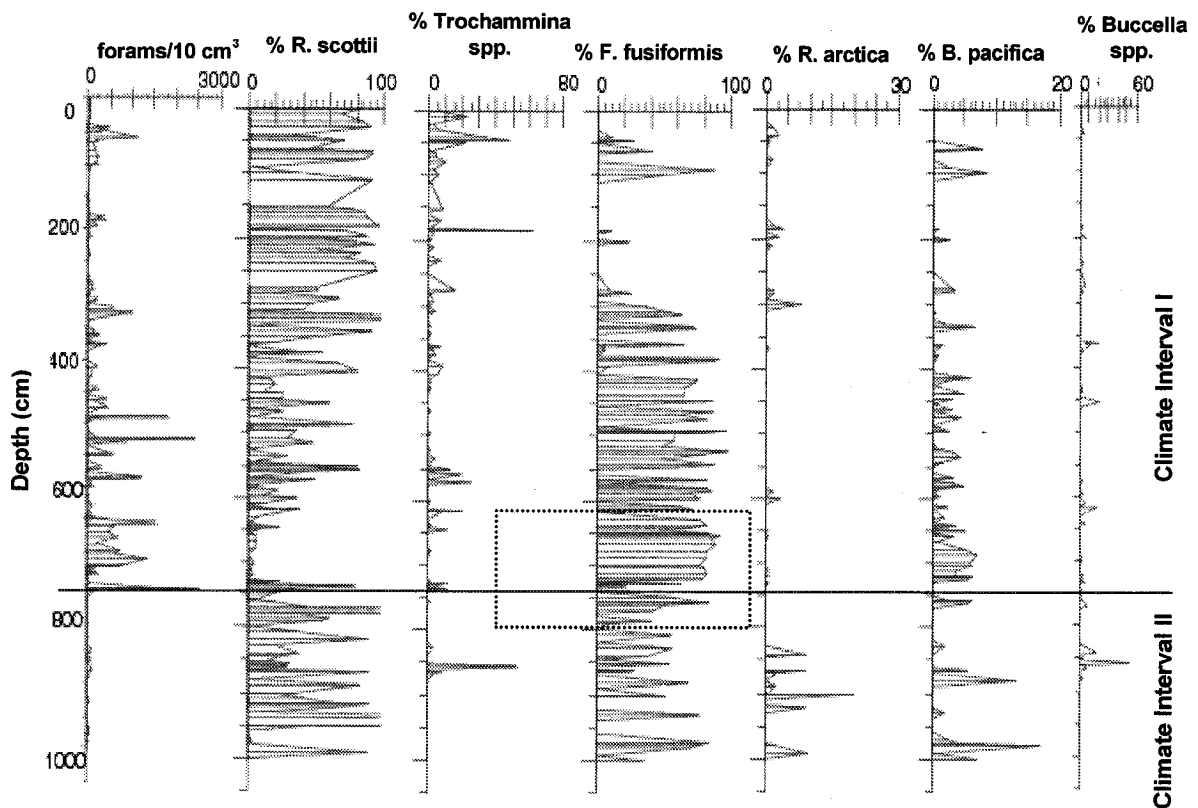 forams/10 cm³
% R. scottii
% Trochammina
spp.
% F. fusiformis
% R. arctica
% B. pacifica
% Buccella
spp.
0 3000
0 100
0 80
0 100
0 30
0 20
0 60
0
200
400
600
800
1000
Depth (cm)
Climate Interval I
Climate Interval II